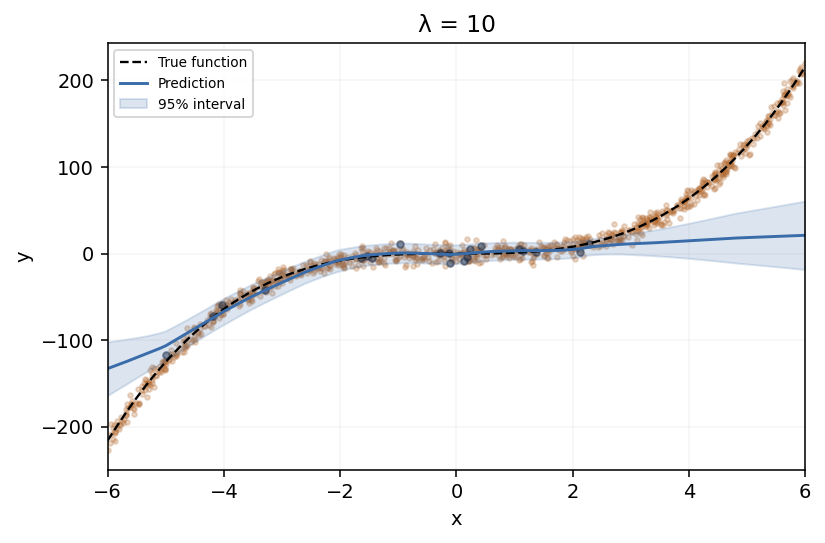 λ = 10
True function
Prediction
95% interval
200
100
0
−100
−200
y
−6
−4
−2
0
2
4
6
x